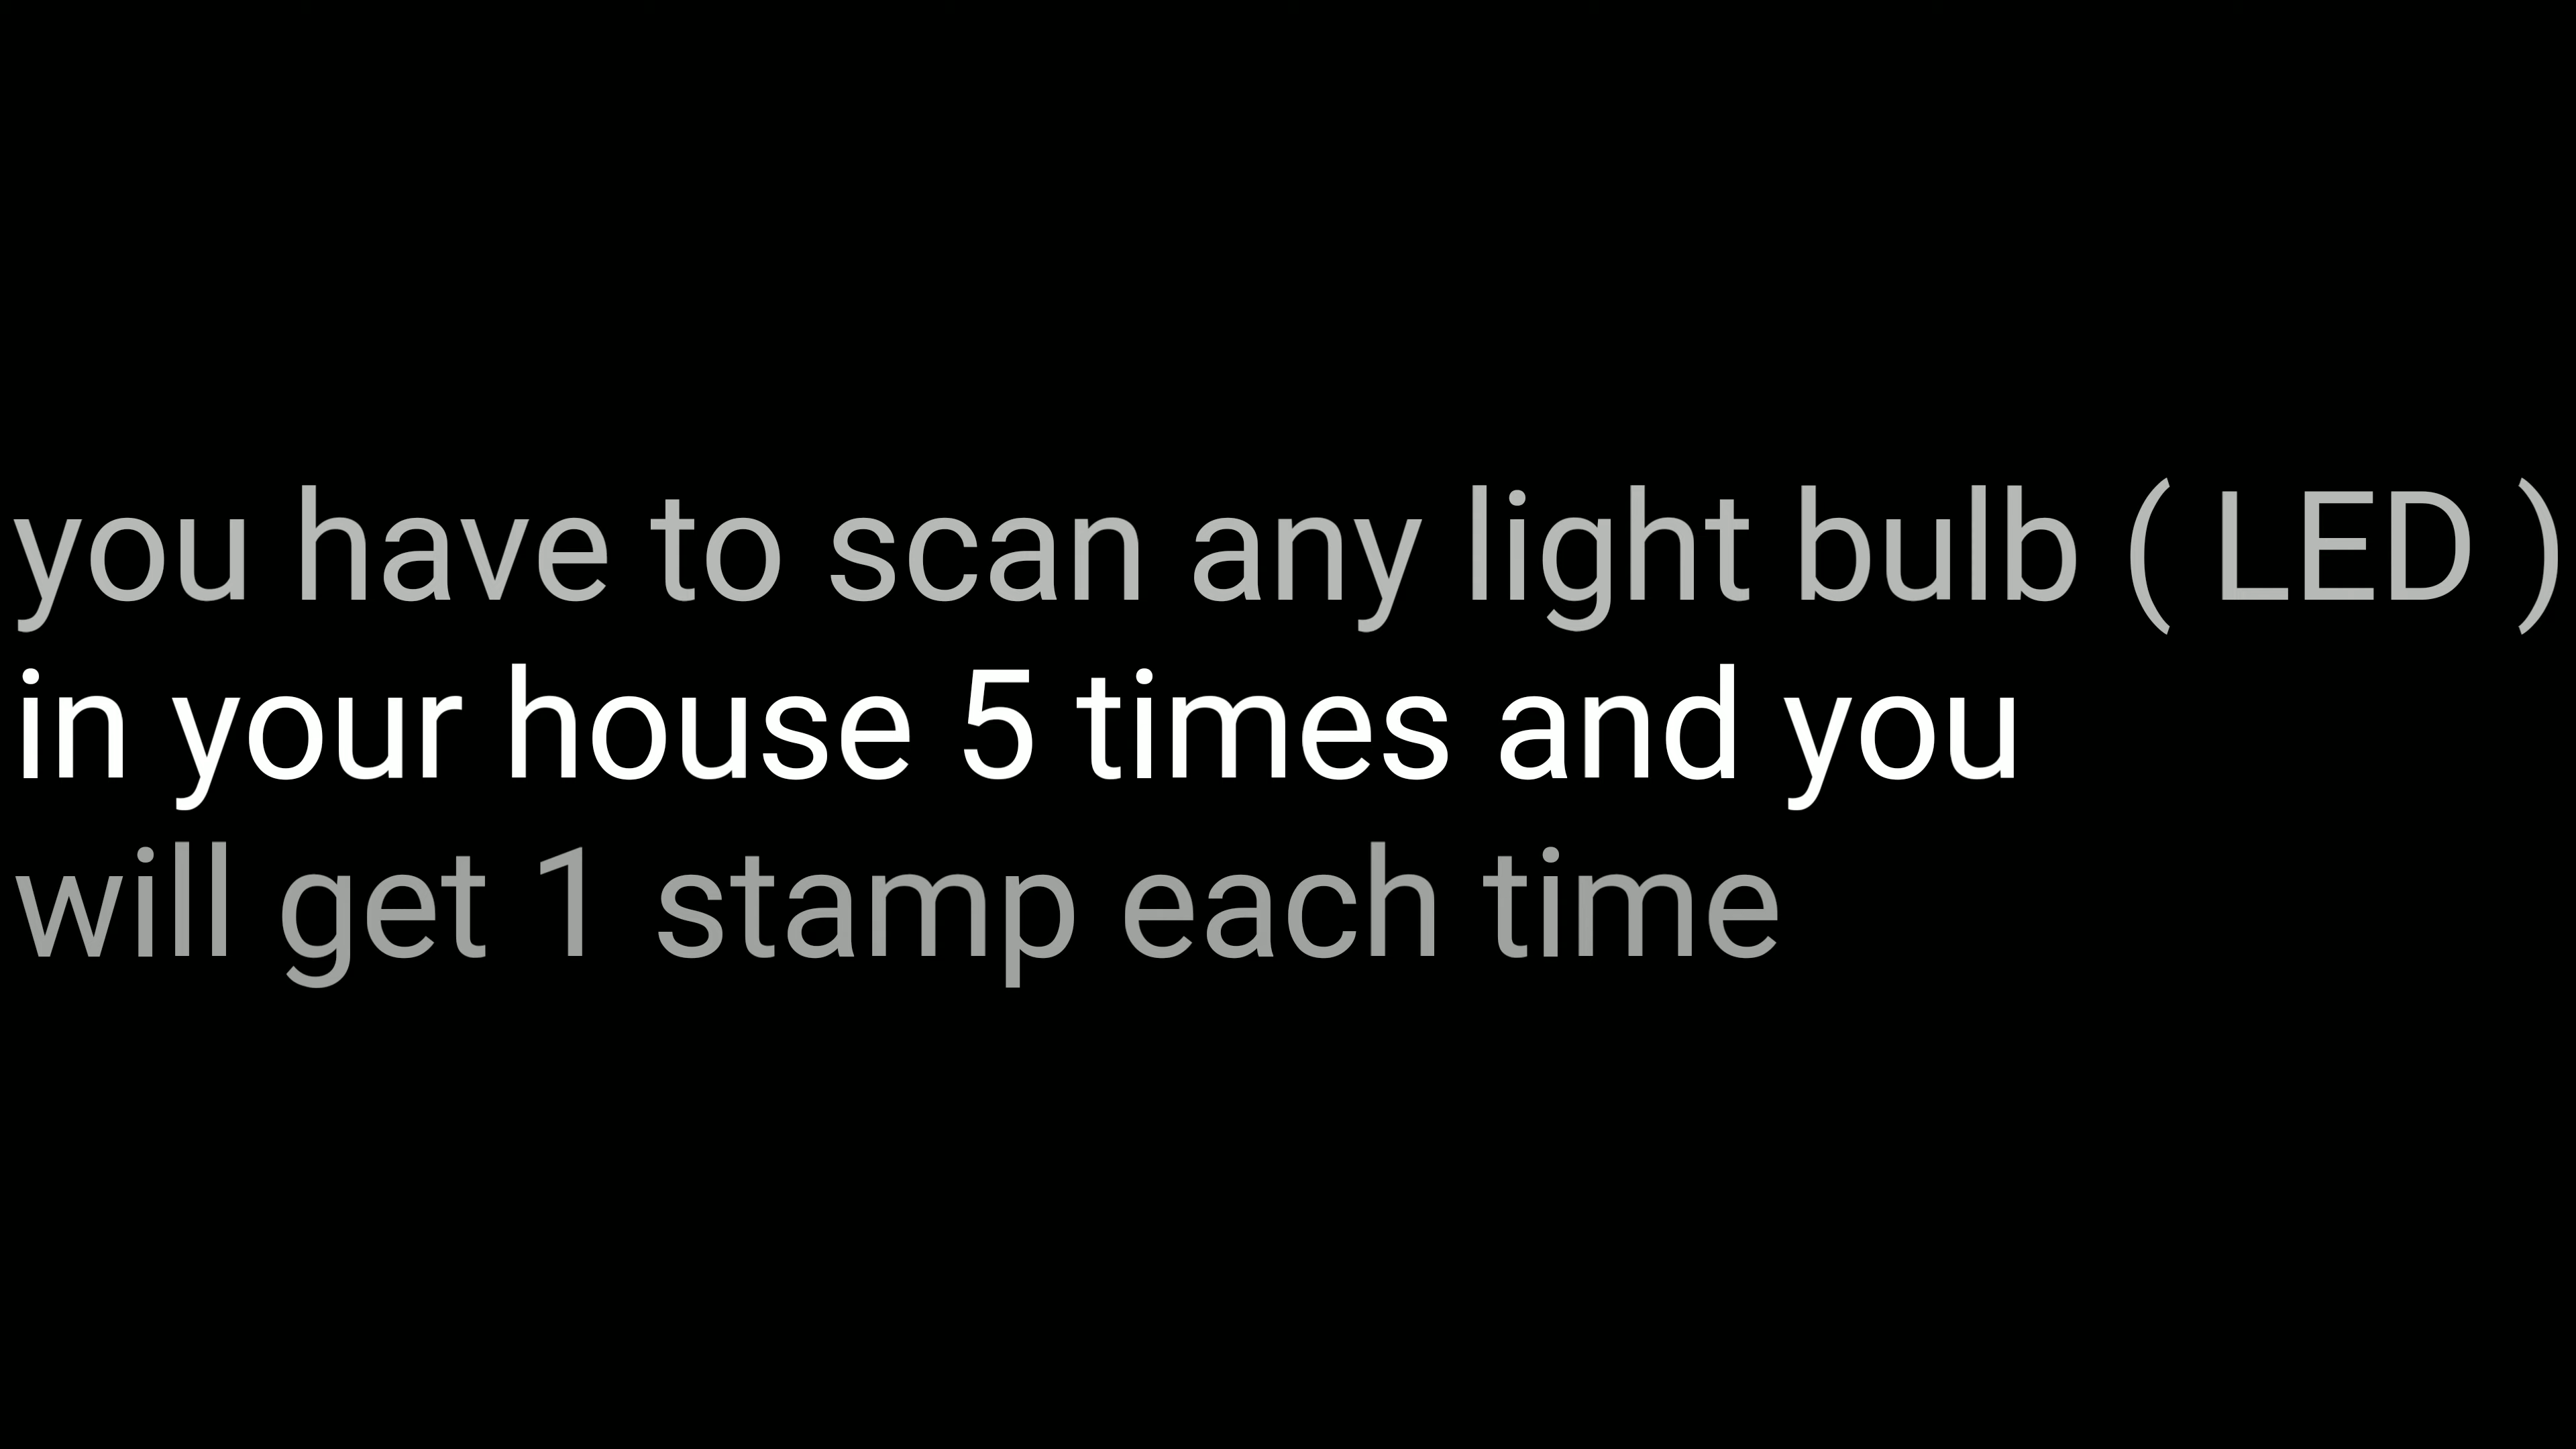 you have to scan any light bulb ( LED )
in your house 5 times and you
will get 1 stamp each time